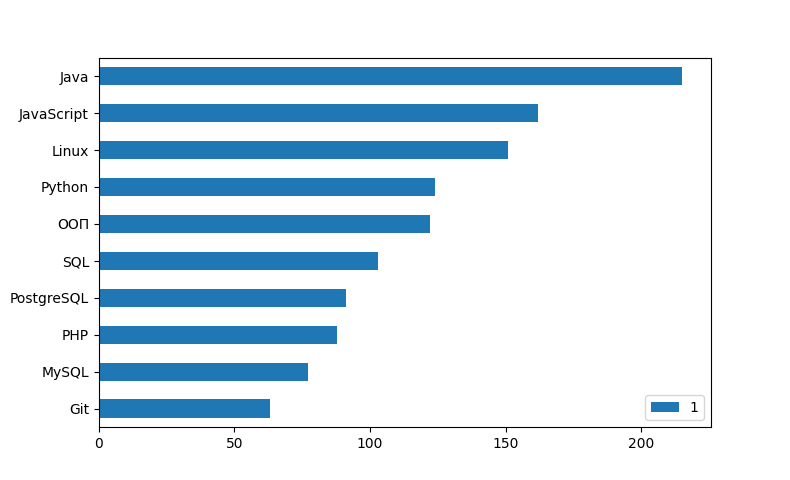 Java
JavaScript
Linux
Python
ООП
SQL
PostgreSQL
PHP
MySQL
Git
1
0 50 100 150 200